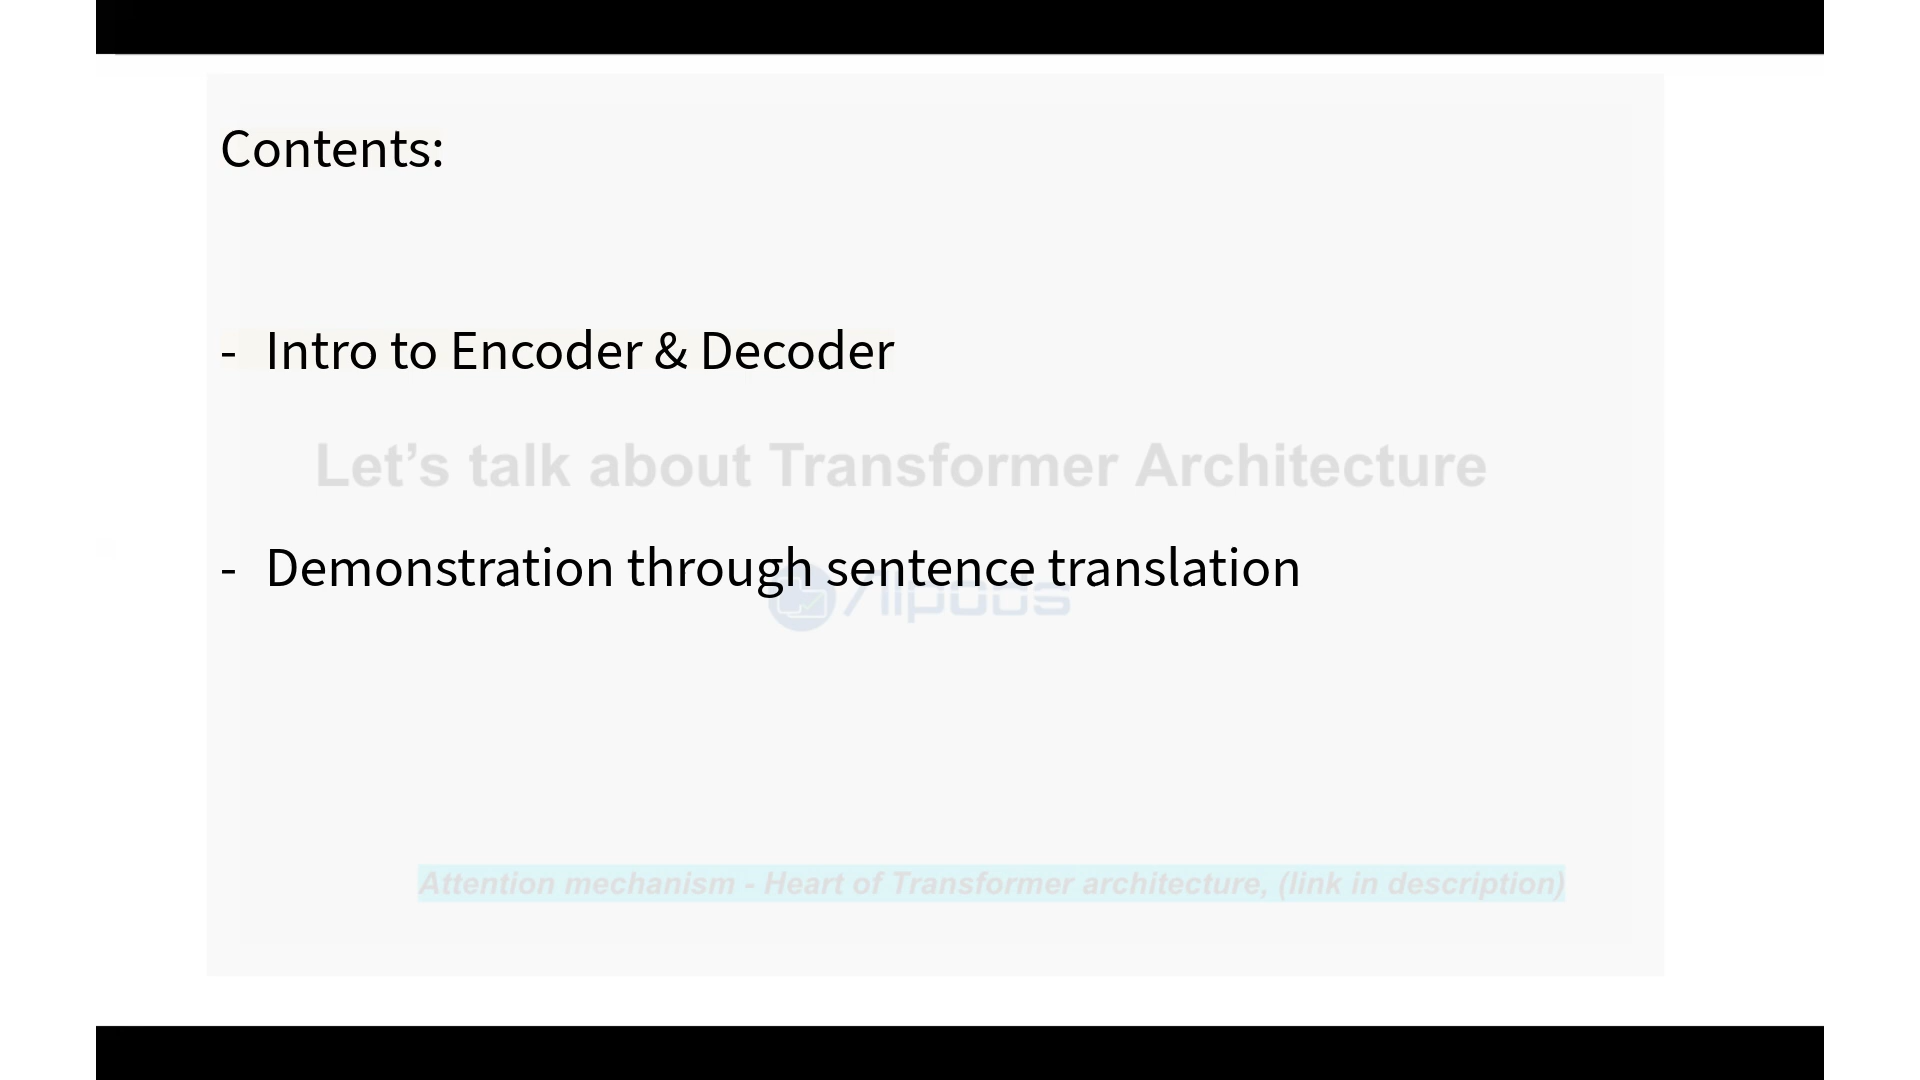 Contents:
- Intro to Encoder & Decoder
Let's talk about Transformer Architecture
- Demonstration through sentence translation
Attention mechanism - Heart of Transformer architecture, (link in description)